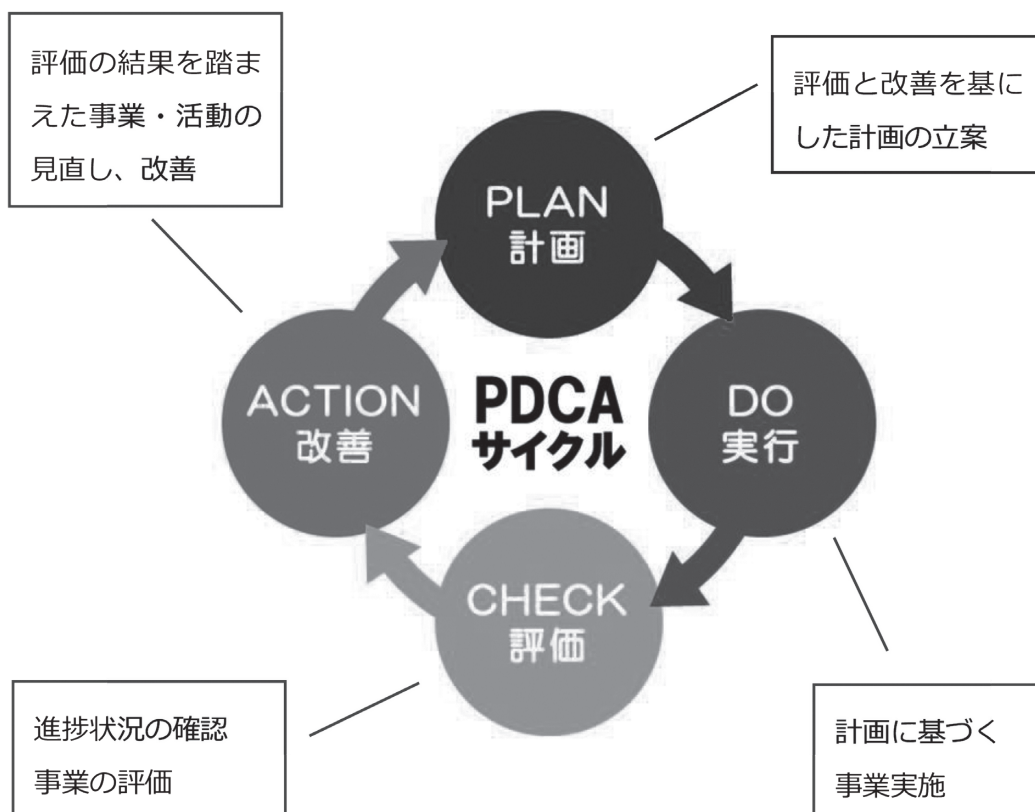 評価の結果を踏ま
えた事業・活動の
見直し、改善
評価と改善を基に
した計画の立案
PLAN
計画
ACTION
改善
PDCA
サイクル
DO
実行
CHECK
評価
進捗状況の確認
事業の評価
計画に基づく
事業実施